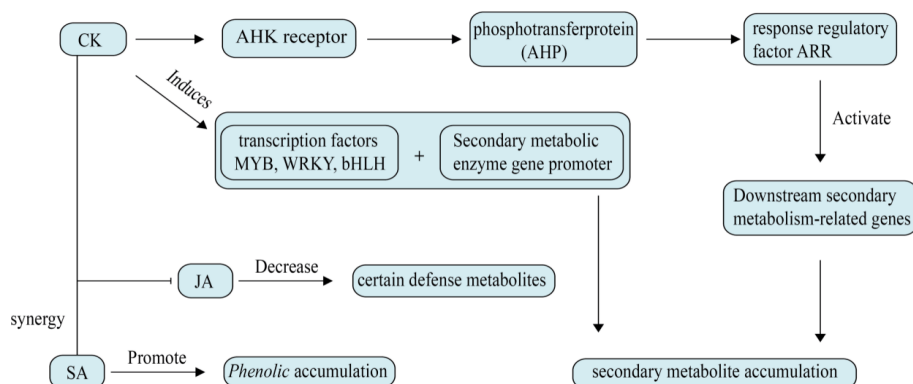 CK
AHK receptor
phosphotransferprotein
(AHP)
response regulatory
factor ARR
Induces
Activate
transcription factors
MYB, WRKY, bHLH
+
Secondary metabolic
enzyme gene promoter
Downstream secondary
metabolism-related genes
JA
Decrease
certain defense metabolites
synergy
SA
Promote
Phenolic accumulation
secondary metabolite accumulation